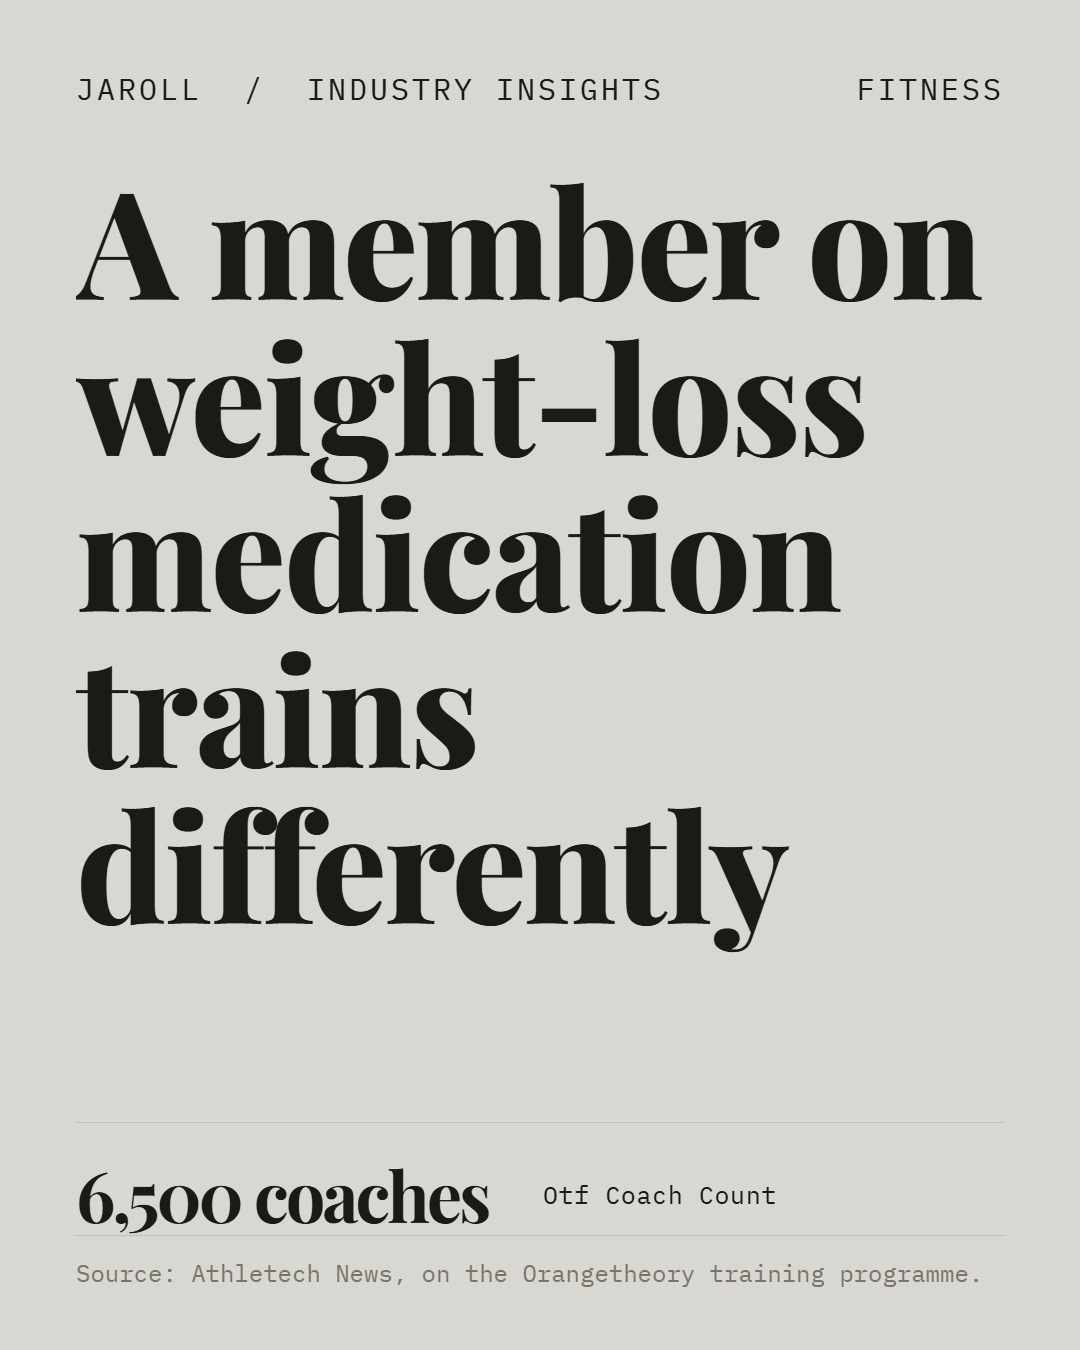 JAROLL / INDUSTRY INSIGHTS FITNESS
A member on
weight-loss
medication
trains
differently
6,500 coaches Otf Coach Count
Source: Athletech News, on the Orangetheory training programme.